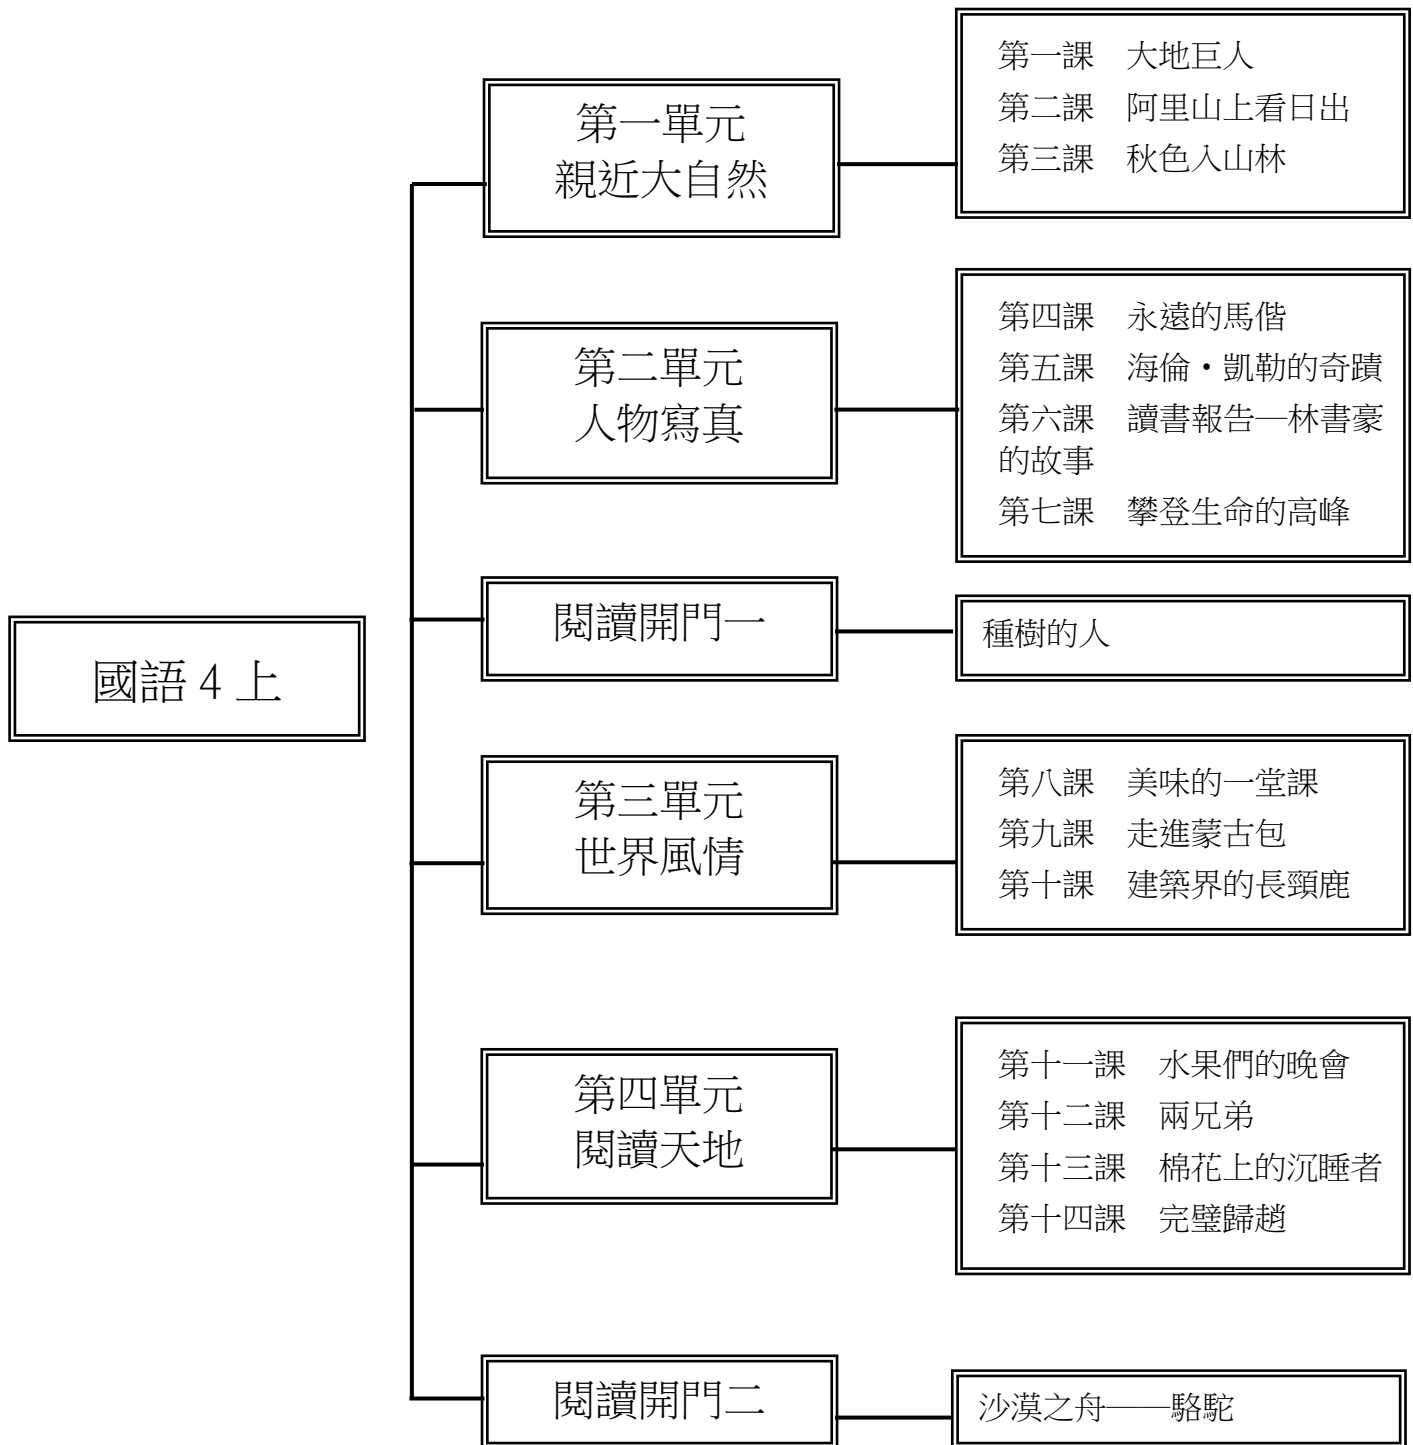 國語4上
第一單元
親近大自然
第一課　大地巨人
第二課　阿里山上看日出
第三課　秋色入山林
第二單元
人物寫真
第四課　永遠的馬偕
第五課　海倫・凱勒的奇蹟
第六課　讀書報告─林書豪
的故事
第七課　攀登生命的高峰
閱讀開門一
種樹的人
第三單元
世界風情
第八課　美味的一堂課
第九課　走進蒙古包
第十課　建築界的長頸鹿
第四單元
閱讀天地
第十一課　水果們的晚會
第十二課　兩兄弟
第十三課　棉花上的沉睡者
第十四課　完璧歸趙
閱讀開門二
沙漠之舟──駱駝